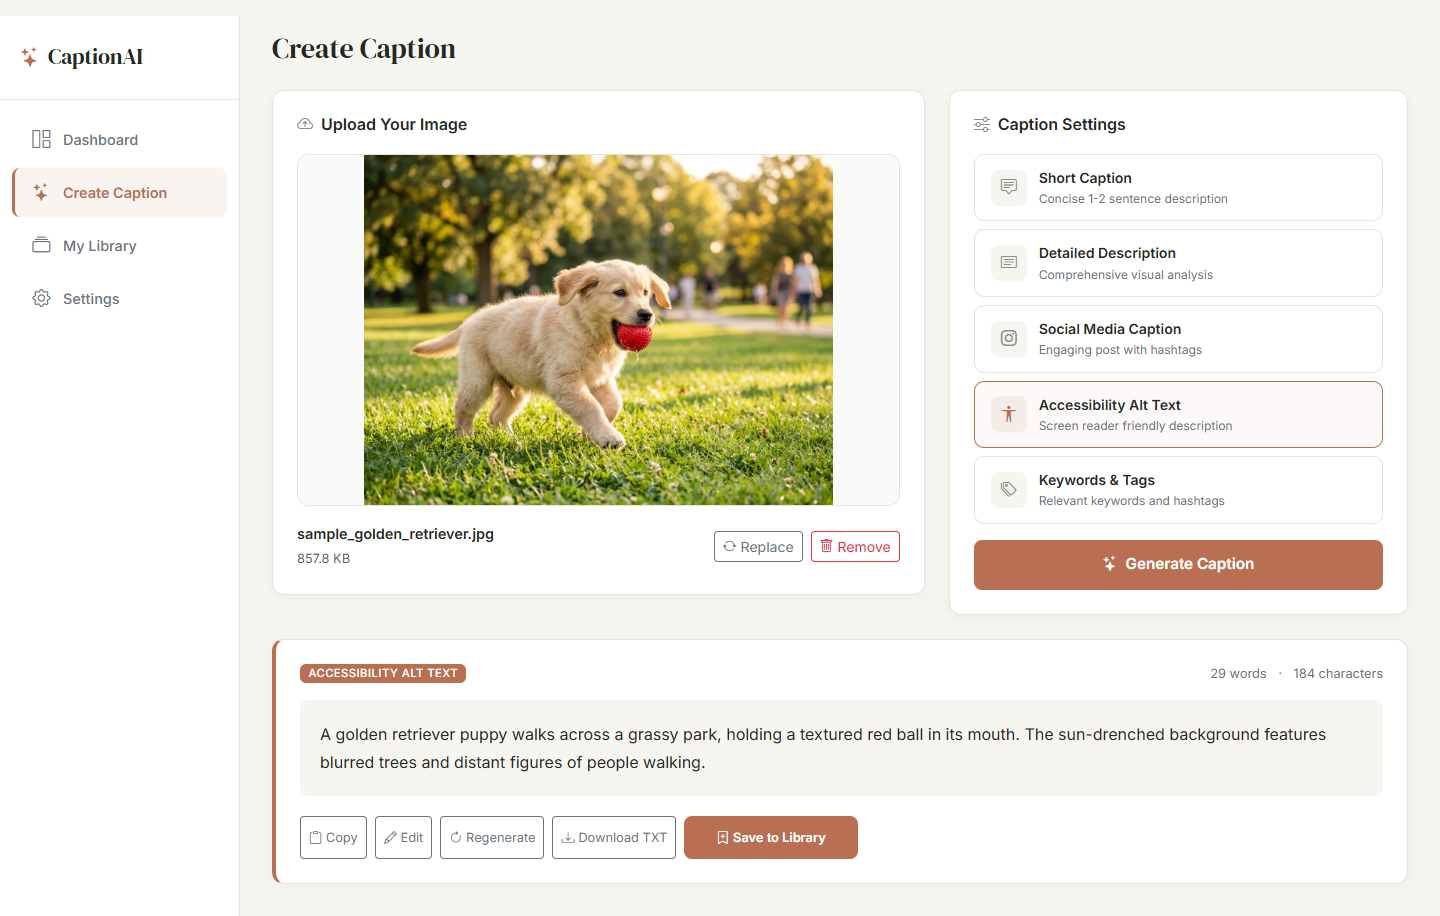 CaptionAI
Dashboard
Create Caption
My Library
Settings
Create Caption
Upload Your Image
sample_golden_retriever.jpg
857.8 KB
Replace
Remove
Caption Settings
Short Caption
Concise 1-2 sentence description
Detailed Description
Comprehensive visual analysis
Social Media Caption
Engaging post with hashtags
Accessibility Alt Text
Screen reader friendly description
Keywords & Tags
Relevant keywords and hashtags
Generate Caption
ACCESSIBILITY ALT TEXT
29 words · 184 characters
A golden retriever puppy walks across a grassy park, holding a textured red ball in its mouth. The sun-drenched background features
blurred trees and distant figures of people walking.
Copy
Edit
Regenerate
Download TXT
Save to Library